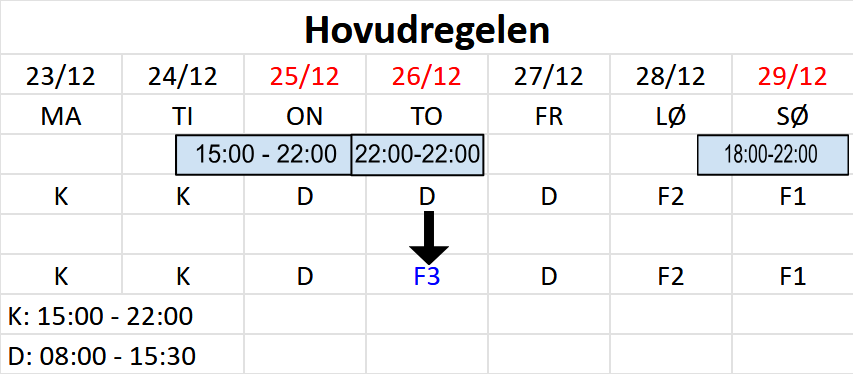 Hovudregelen
23/12 24/12 25/12 26/12 27/12 28/12 29/12
MA TI ON TO FR LØ SØ
15:00 - 22:00 22:00-22:00 18:00-22:00
K K D D D F2 F1
K K D F3 D F2 F1
K: 15:00 - 22:00
D: 08:00 - 15:30